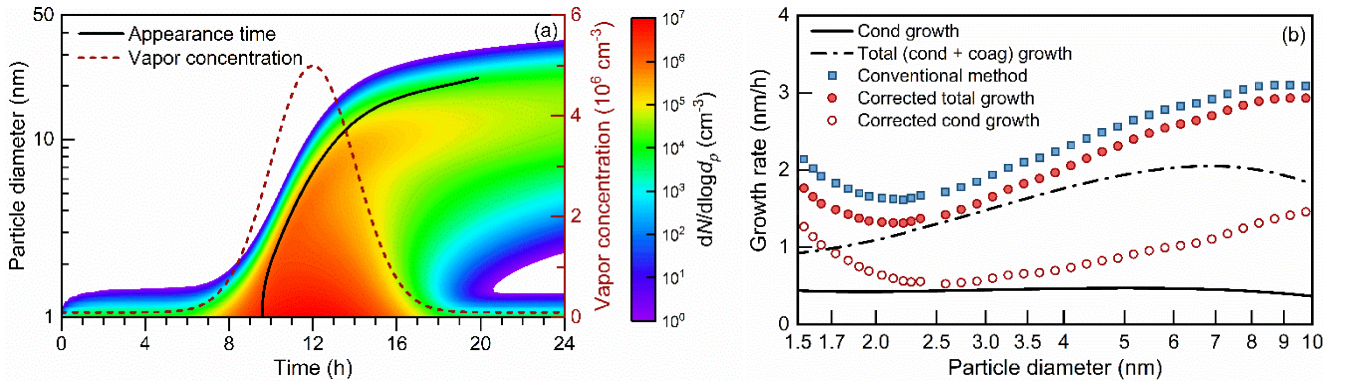 (a)
Appearance time
Vapor concentration
50
10
1
Particle diameter (nm)
0 4 8 12 16 20 24
Time (h)
6
4
2
0
Vapor concentration (10⁶ cm⁻³)
10⁷
10⁶
10⁵
10⁴
10³
10²
10¹
10⁰
dN/dlogdₚ (cm⁻³)
(b)
Cond growth
Total (cond + coag) growth
Conventional method
Corrected total growth
Corrected cond growth
4
3
2
1
0
Growth rate (nm/h)
1.5 1.7 2.0 2.5 3.0 3.5 4 5 6 7 8 9 10
Particle diameter (nm)